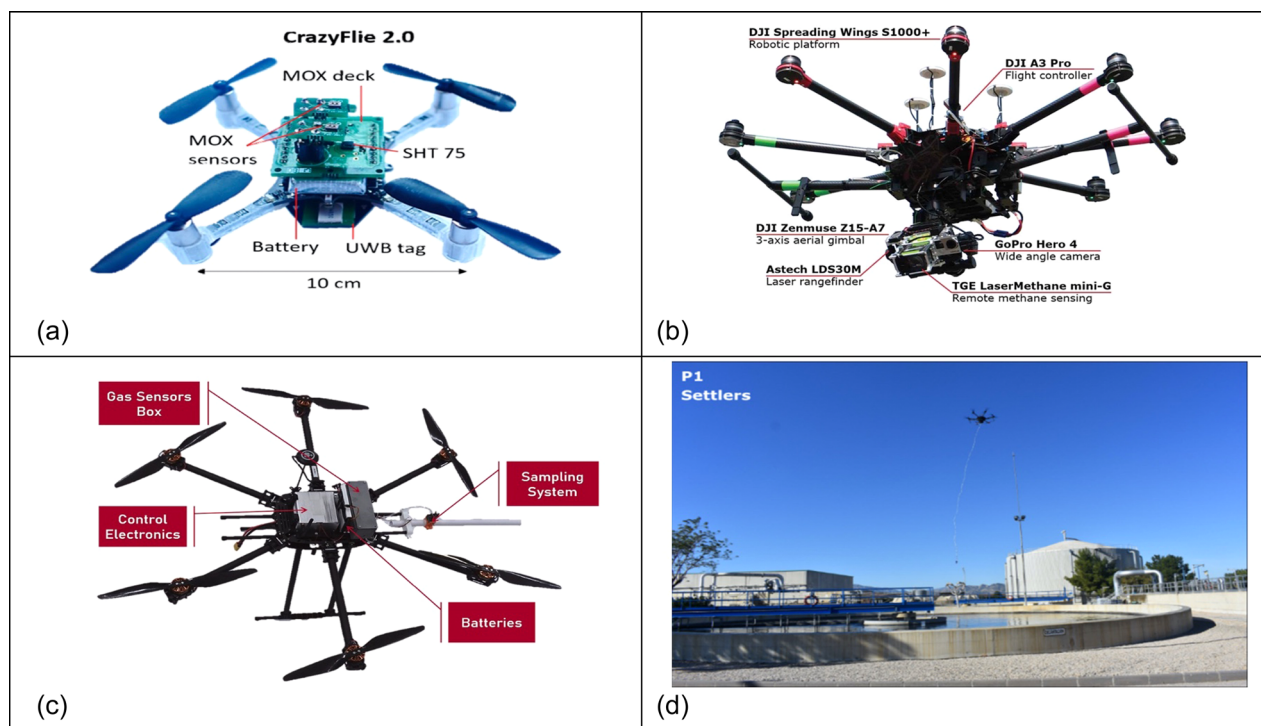 CrazyFlie 2.0
MOX deck
MOX
sensors
SHT 75
Battery
UWB tag
10 cm
(a)
DJI Spreading Wings S1000+
Robotic platform
DJI A3 Pro
Flight controller
DJI Zenmuse Z15-A7
3-axis aerial gimbal
GoPro Hero 4
Wide angle camera
Astech LDS30M
Laser rangefinder
TGE LaserMethane mini-G
Remote methane sensing
(b)
Gas Sensors
Box
Sampling
System
Control
Electronics
Batteries
(c)
P1
Settlers
(d)